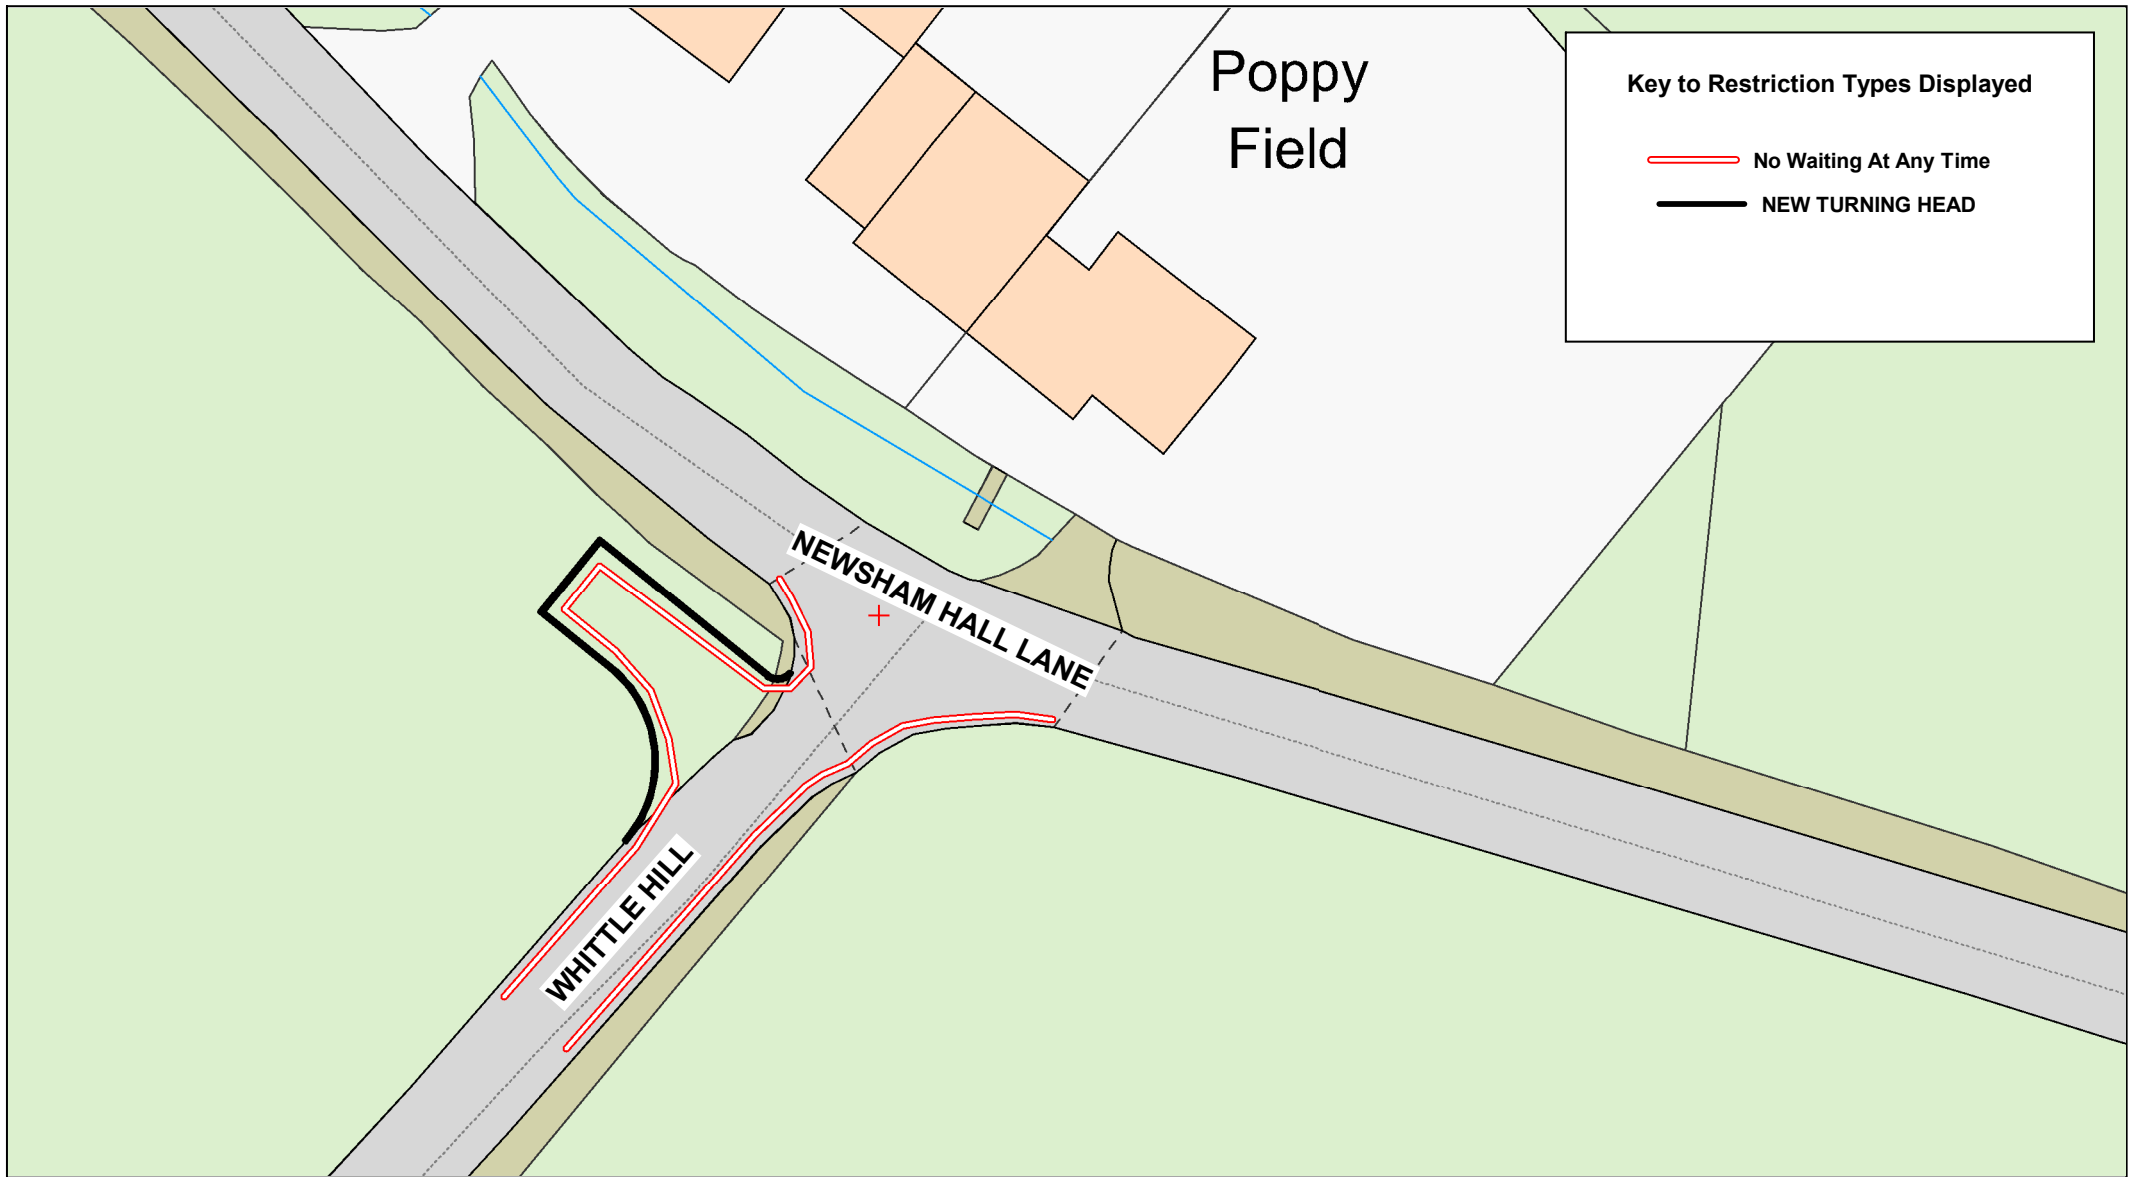 Poppy
Field
Key to Restriction Types Displayed
No Waiting At Any Time
NEW TURNING HEAD
NEWSHAM HALL LANE
WHITTLE HILL